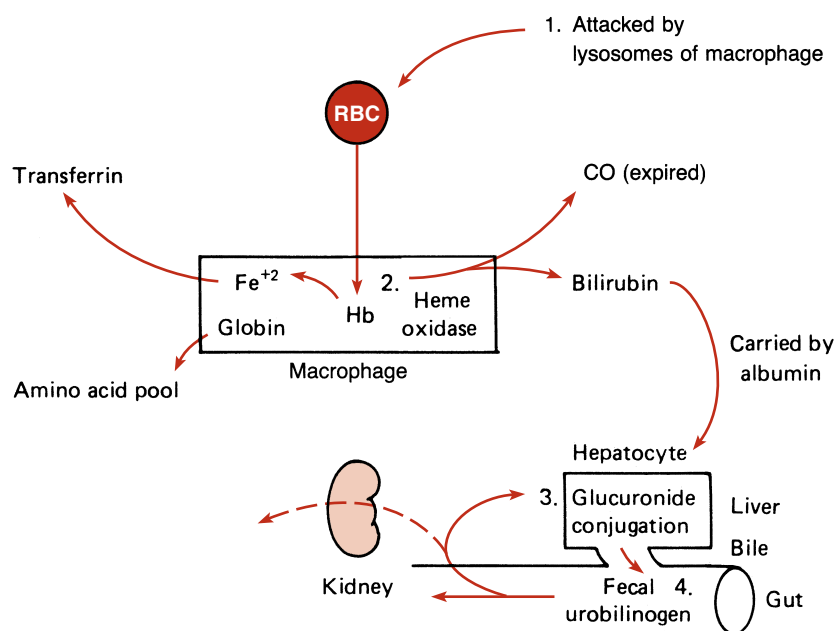 1. Attacked by
lysosomes of macrophage
RBC
Transferrin
CO (expired)
Fe+2
2.
Heme
oxidase
Hb
Globin
Bilirubin
Macrophage
Amino acid pool
Carried by
albumin
Hepatocyte
3. Glucuronide
conjugation
Liver
Bile
Kidney
Fecal 4.
urobilinogen
Gut